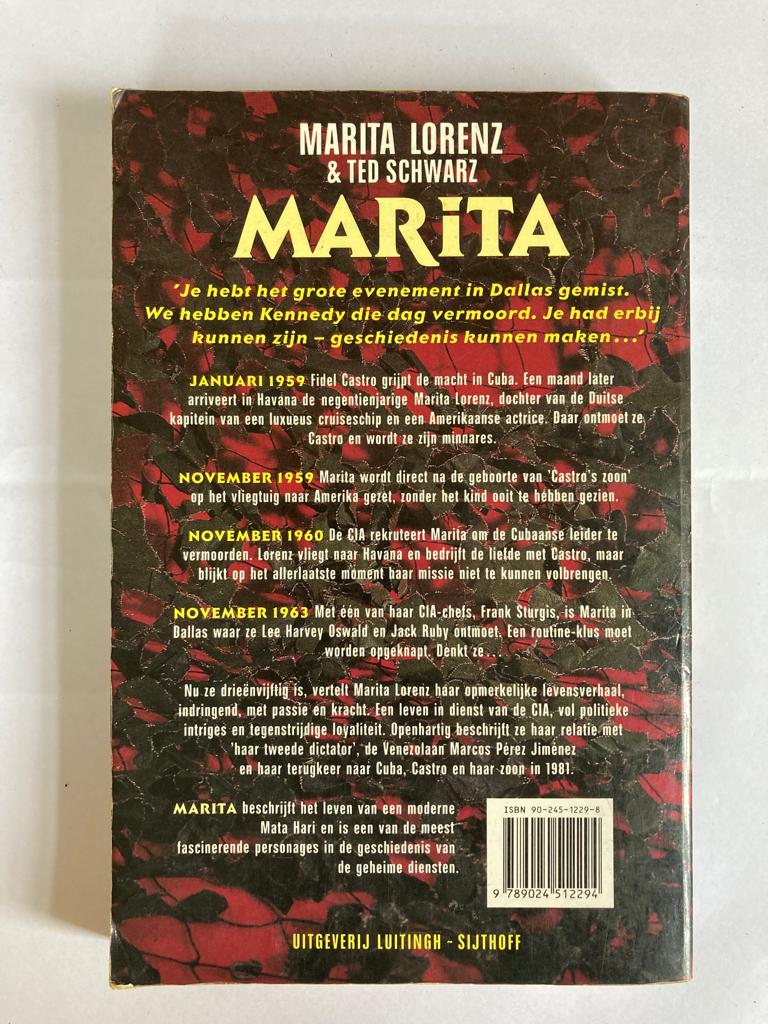 MARITA LORENZ
& TED SCHWARZ
MARiTA
'Je hebt het grote evenement in Dallas gemist.
We hebben Kennedy die dag vermoord. Je had erbij
kunnen zijn – geschiedenis kunnen maken...'
JANUARI 1959 Fidel Castro grijpt de macht in Cuba. Een maand later
arriveert in Havana de negentienjarige Marita Lorenz, dochter van de Duitse
kapitein van een luxueus cruiseschip en een Amerikaanse actrice. Daar ontmoet ze
Castro en wordt ze zijn minnares.
NOVEMBER 1959 Marita wordt direct na de geboorte van 'Castro's zoon'
op het vliegtuig naar Amerika gezet, zonder het kind ooit te hebben gezien.
NOVEMBER 1960 De CIA rekruteert Marita om de Cubaanse leider te
vermoorden. Lorenz vliegt naar Havana en bedrijft de liefde met Castro, maar
blijkt op het allerlaatste moment haar missie niet te kunnen volbrengen.
NOVEMBER 1963 Met één van haar CIA-chefs, Frank Sturgis, is Marita in
Dallas waar ze Lee Harvey Oswald en Jack Ruby ontmoet. Een routine-klus moet
worden opgeknapt. Denkt ze...
Nu ze drieënvijftig is, vertelt Marita Lorenz haar opmerkelijke levensverhaal,
indringend, met passie en kracht. Een leven in dienst van de CIA, vol politieke
intriges en tegenstrijdige loyaliteit. Openhartig beschrijft ze haar relatie met
'haar tweede dictator', de Venezolaan Marcos Pérez Jiménez
en haar terugkeer naar Cuba, Castro en haar zoon in 1981.
MARITA beschrijft het leven van een moderne
Mata Hari en is een van de meest
fascinerende personages in de geschiedenis van
de geheime diensten.
ISBN 90-245-1229-8
9 789024 512294
UITGEVERIJ LUITINGH ~ SIJTHOFF